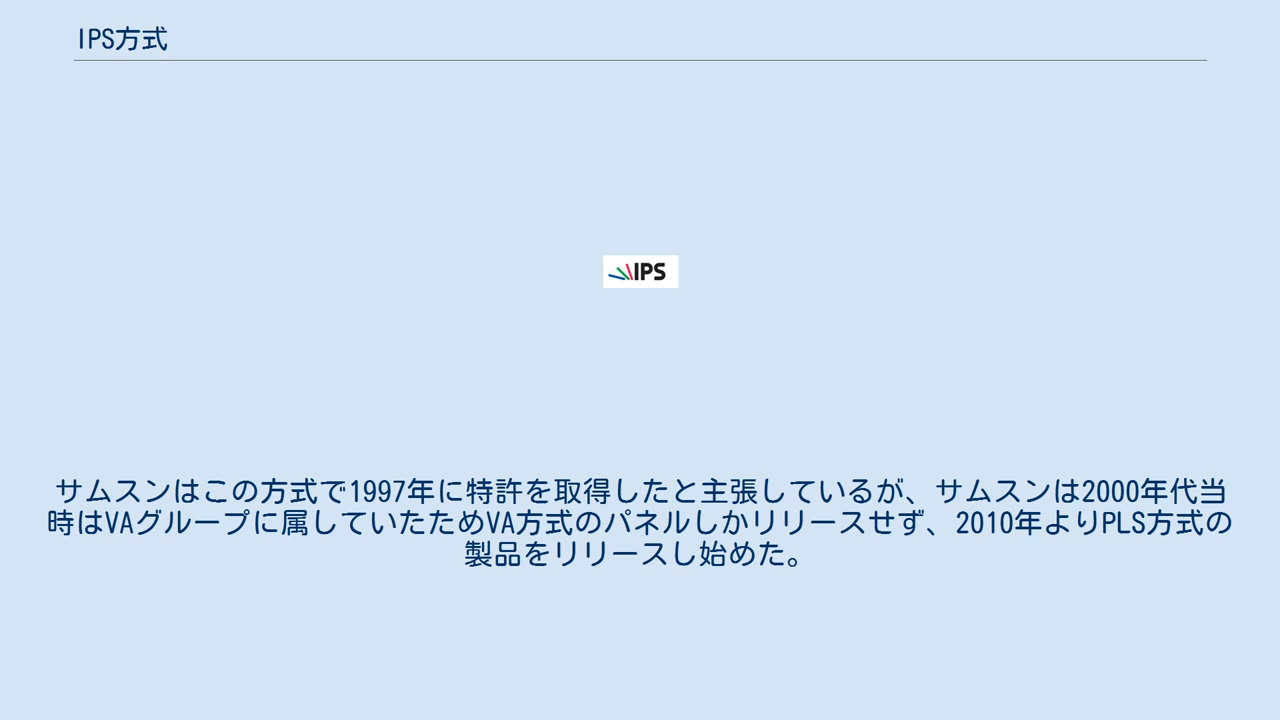 IPS方式
IPS
サムスンはこの方式で1997年に特許を取得したと主張しているが、サムスンは2000年代当
時はVAグループに属していたためVA方式のパネルしかリリースせず、2010年よりPLS方式の
製品をリリースし始めた。